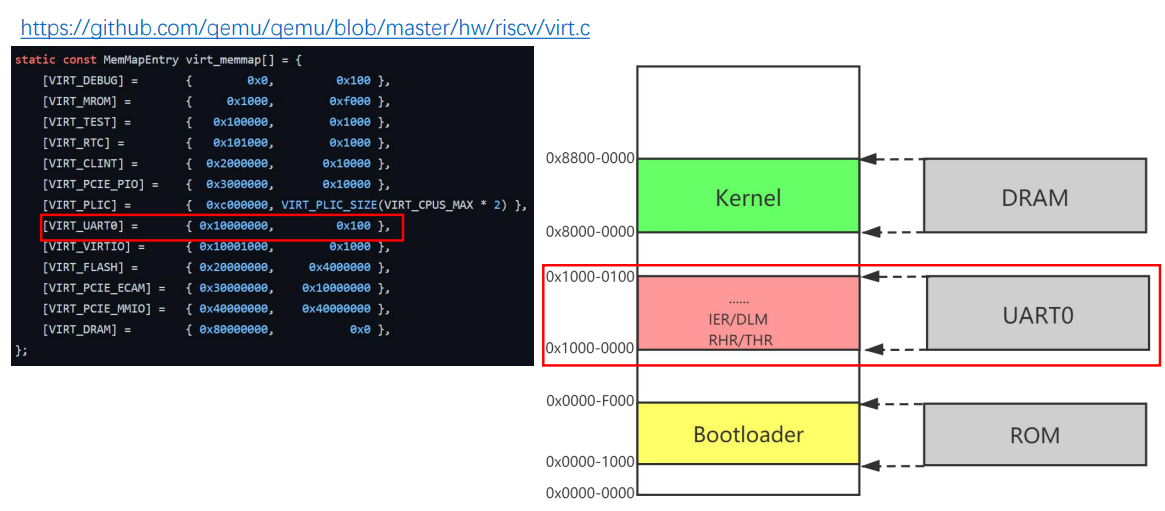 https://github.com/qemu/qemu/blob/master/hw/riscv/virt.c
static const MemMapEntry virt_memmap[] = {
[VIRT_DEBUG] = { 0x0, 0x100 },
[VIRT_MROM] = { 0x1000, 0xf000 },
[VIRT_TEST] = { 0x100000, 0x1000 },
[VIRT_RTC] = { 0x101000, 0x1000 },
[VIRT_CLINT] = { 0x2000000, 0x10000 },
[VIRT_PCIE_PIO] = { 0x3000000, 0x10000 },
[VIRT_PLIC] = { 0xc000000, VIRT_PLIC_SIZE(VIRT_CPUS_MAX * 2) },
[VIRT_UART0] = { 0x10000000, 0x100 },
[VIRT_VIRTIO] = { 0x10001000, 0x1000 },
[VIRT_FLASH] = { 0x20000000, 0x4000000 },
[VIRT_PCIE_ECAM] = { 0x30000000, 0x10000000 },
[VIRT_PCIE_MMIO] = { 0x40000000, 0x40000000 },
[VIRT_DRAM] = { 0x80000000, 0x0 },
};
0x8800-0000
Kernel
DRAM
0x8000-0000
0x1000-0100
......
IER/DLM
RHR/THR
UART0
0x1000-0000
0x0000-F000
Bootloader
ROM
0x0000-1000
0x0000-0000